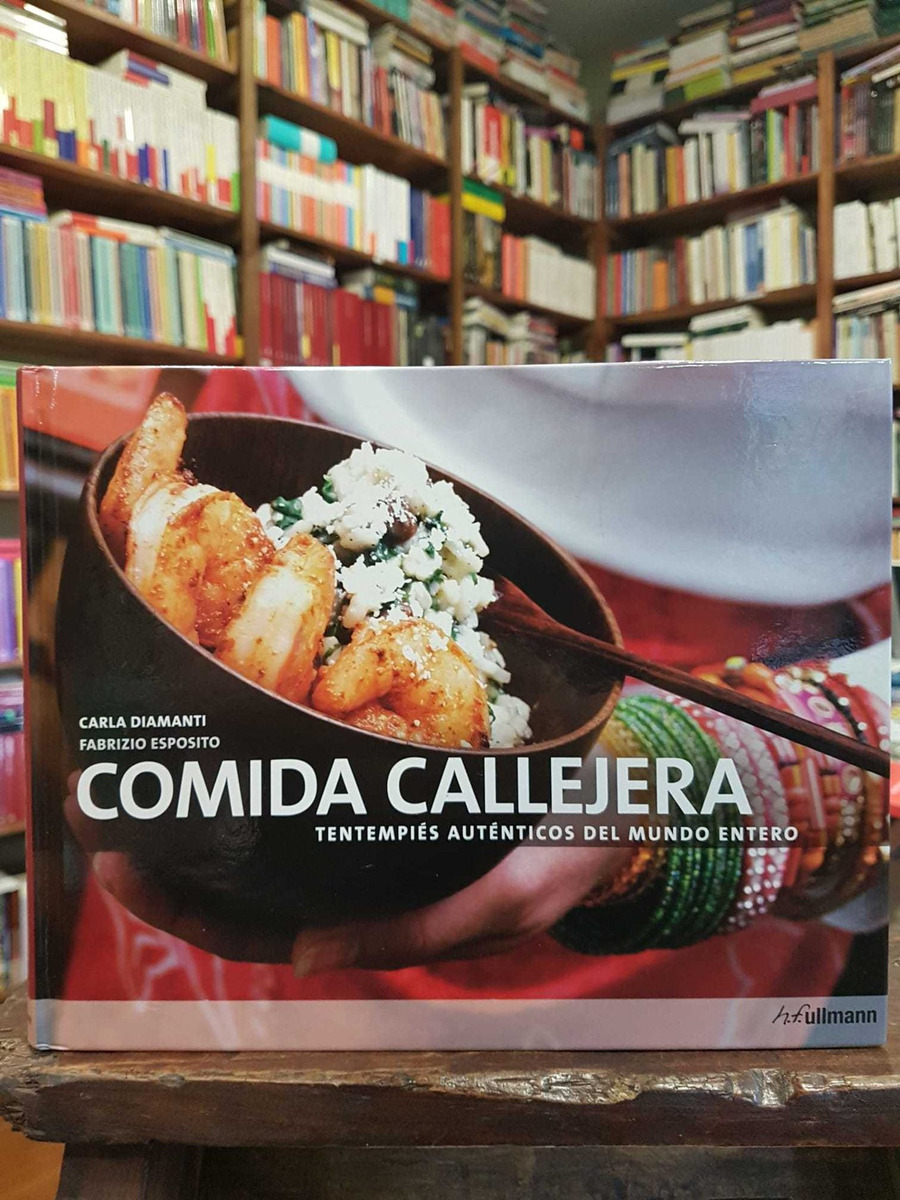 CARLA DIAMANTI
FABRIZIO ESPOSITO
COMIDA CALLEJERA
TENTEMPIÉS AUTÉNTICOS DEL MUNDO ENTERO
h.f.ullmann